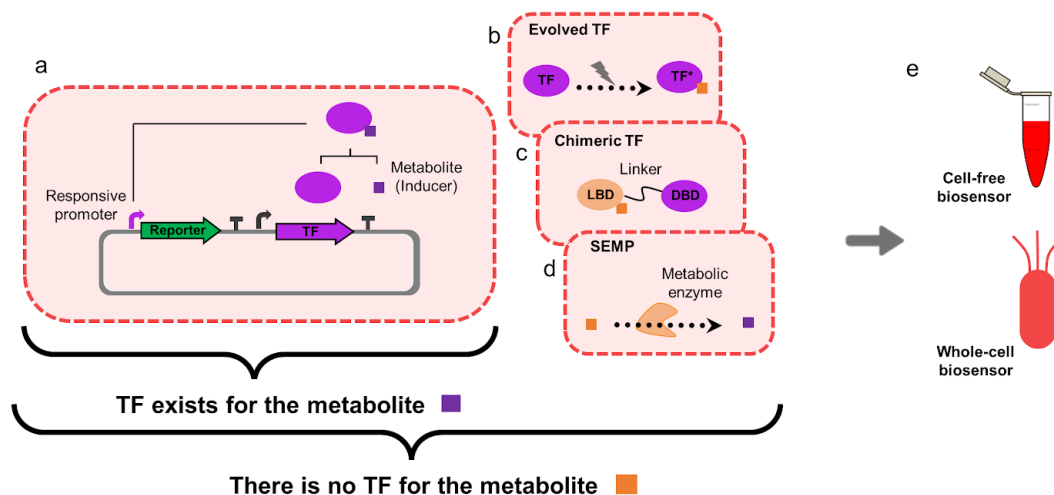 a
Metabolite
(Inducer)
Responsive
promoter
Reporter
TF
b
Evolved TF
TF
TF*
c
Chimeric TF
Linker
LBD
DBD
d
SEMP
Metabolic
enzyme
e
Cell-free
biosensor
Whole-cell
biosensor
TF exists for the metabolite
There is no TF for the metabolite